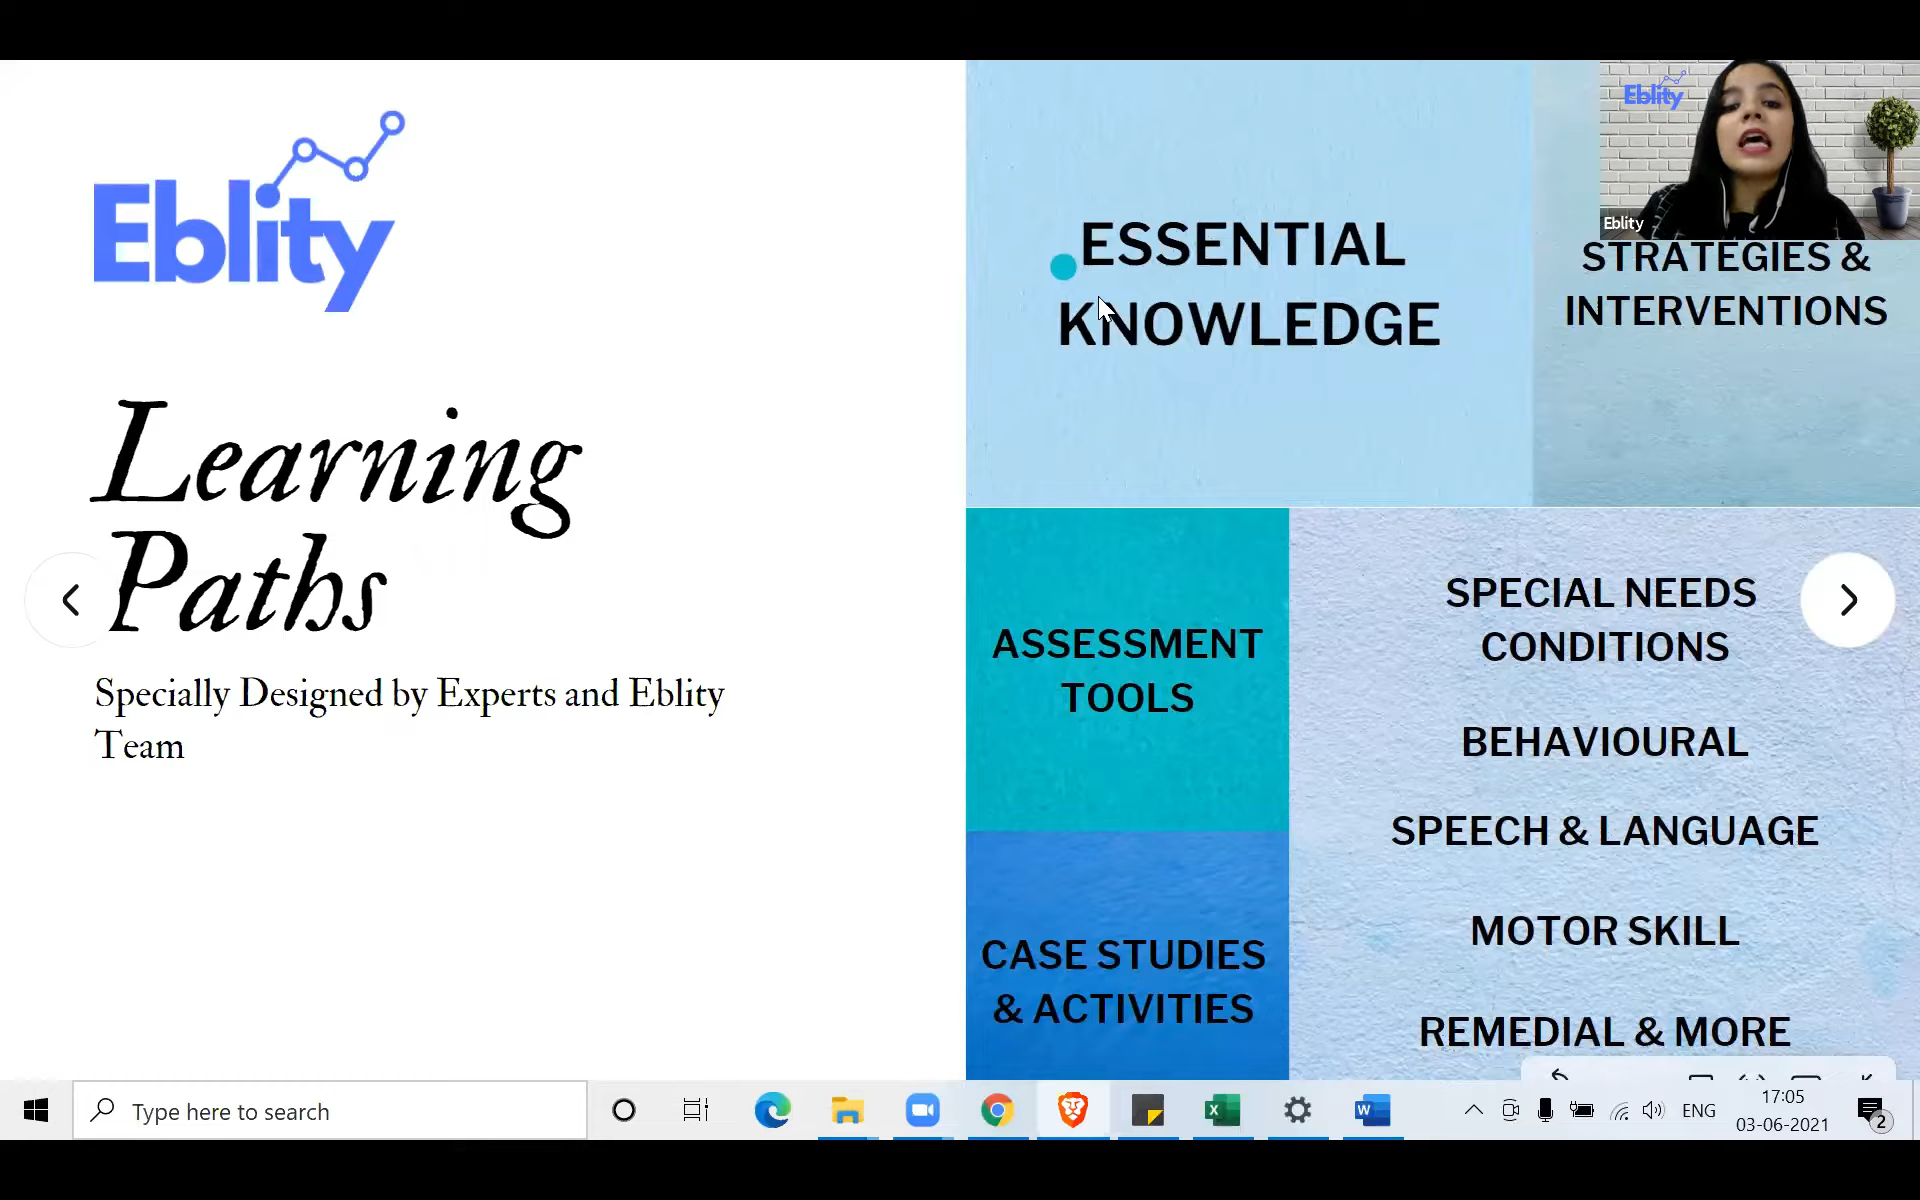 Eblity
Learning
Paths
Specially Designed by Experts and Eblity
Team
ESSENTIAL
KNOWLEDGE
Eblity
Eblity
STRATEGIES &
INTERVENTIONS
ASSESSMENT
TOOLS
CASE STUDIES
& ACTIVITIES
SPECIAL NEEDS
CONDITIONS
BEHAVIOURAL
SPEECH & LANGUAGE
MOTOR SKILL
REMEDIAL & MORE
Type here to search
X
W
ENG
17:05
03-06-2021
2